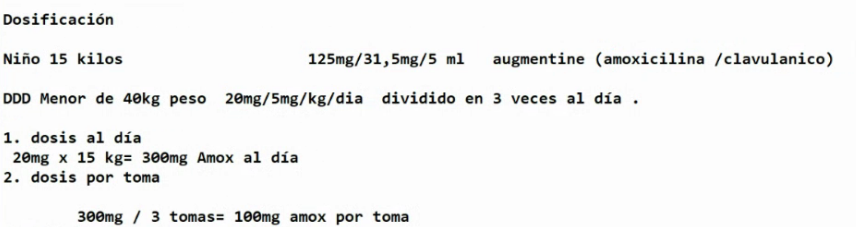 Dosificación
Niño 15 kilos 125mg/31,5mg/5 ml augmentine (amoxicilina /clavulanico)
DDD Menor de 40kg peso 20mg/5mg/kg/dia dividido en 3 veces al día .
1. dosis al día
20mg x 15 kg= 300mg Amox al día
2. dosis por toma
300mg / 3 tomas= 100mg amox por toma